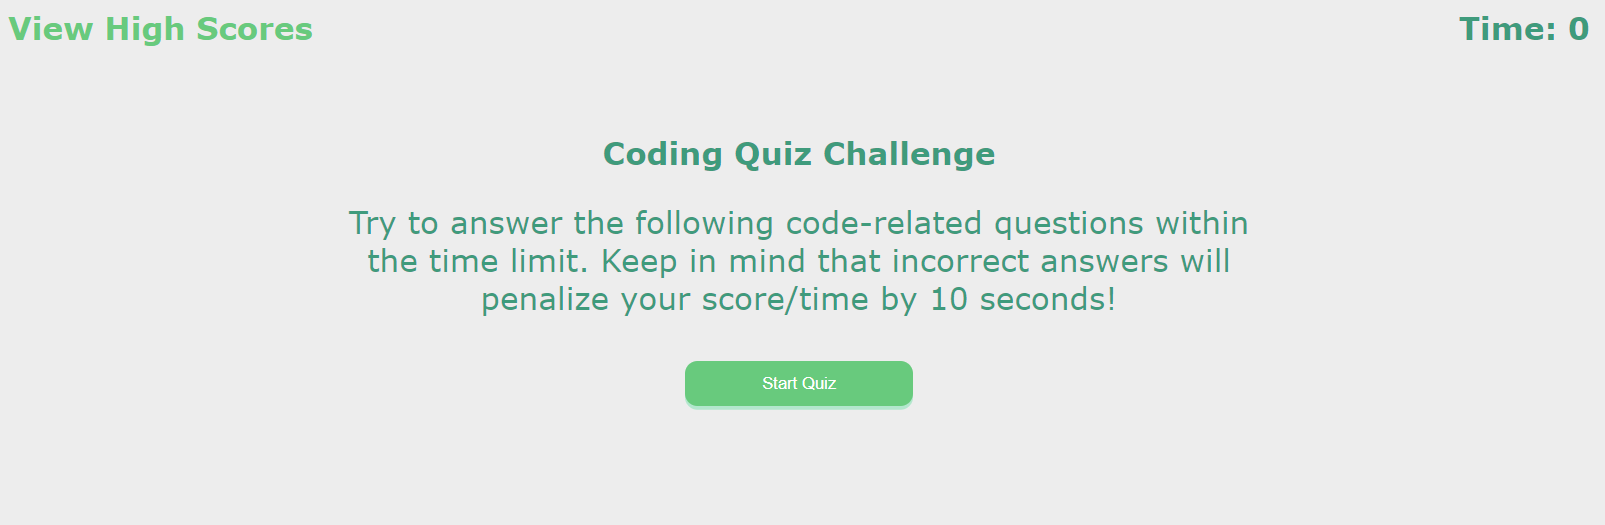 View High Scores
Time: 0
Coding Quiz Challenge
Try to answer the following code-related questions within
the time limit. Keep in mind that incorrect answers will
penalize your score/time by 10 seconds!
Start Quiz